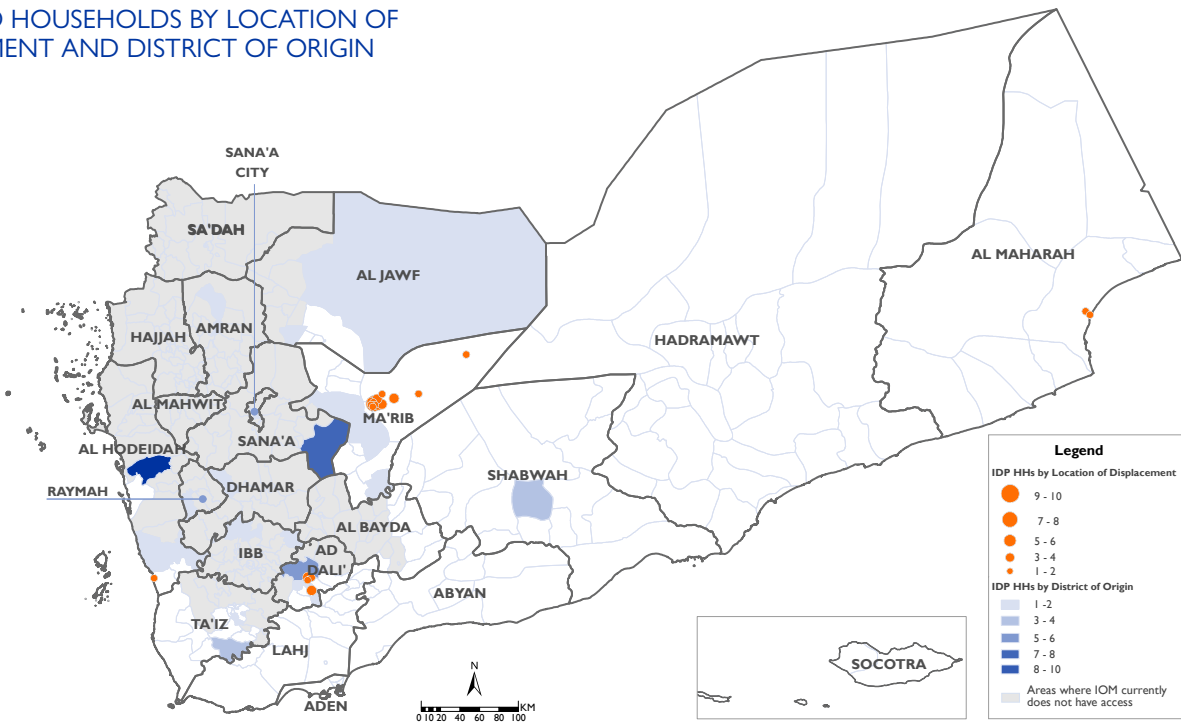 HOUSEHOLDS BY LOCATION OF
MENT AND DISTRICT OF ORIGIN
SANA'A
CITY
SA'DAH
AL JAWF
AL MAHARAH
HAJJAH
AMRAN
HADRAMAWT
AL MAHWIT
MA'RIB
SANA'A
AL HODEIDAH
SHABWAH
DHAMAR
RAYMAH
AL BAYDA
IBB
AD
DALI'
ABYAN
TA'IZ
LAHJ
SOCOTRA
ADEN
N
KM
0 10 20 40 60 80 100
Legend
IDP HHs by Location of Displacement
9 - 10
7 - 8
5 - 6
3 - 4
1 - 2
IDP HHs by District of Origin
1 -2
3 - 4
5 - 6
7 - 8
8 - 10
Areas where IOM currently
does not have access